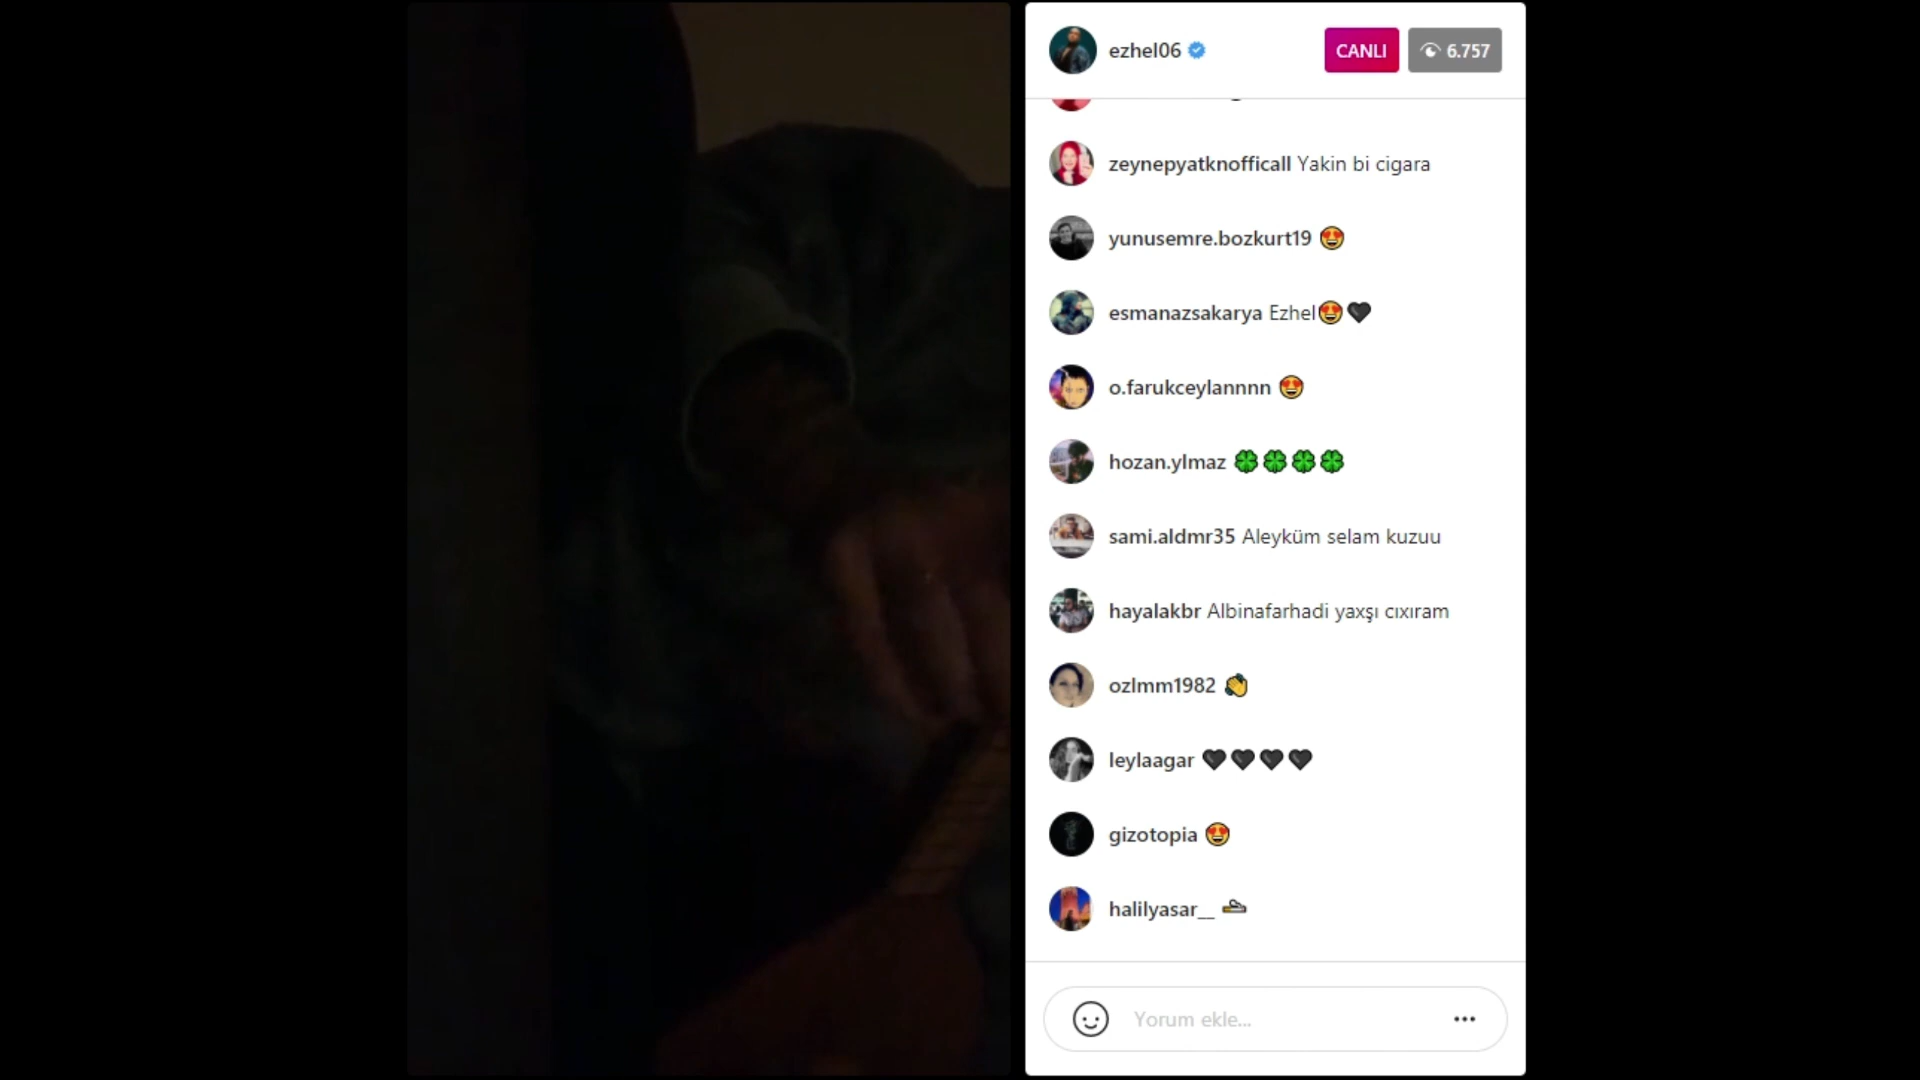 ezhel06
CANLI
6.757
zeynepyatknofficall Yakin bi cigara
yunusemre.bozkurt19 😍
esmanazsakarya Ezhel😍🖤
o.farukceylannnn 😍
hozan.ylmaz 🍀🍀🍀🍀
sami.aldmr35 Aleyküm selam kuzuu
hayalakbr Albinafarhadi yaxşı cıxıram
ozlmm1982 👏
leylaagar 🖤🖤🖤🖤
gizotopia 😍
halilyasar__ 🚬
Yorum ekle...